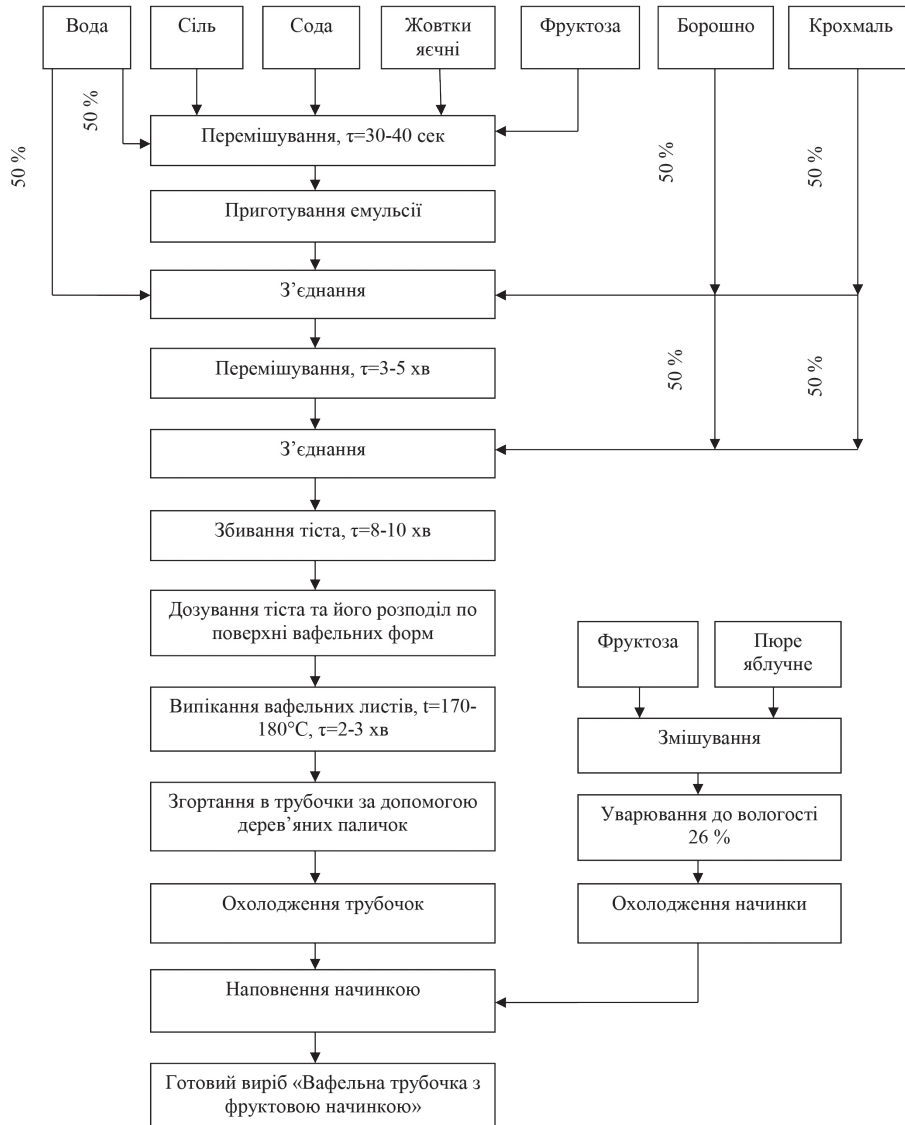 Вода
Сіль
Сода
Жовтки
яєчні
Фруктоза
Борошно
Крохмаль
50 %
50 %
50 %
50 %
Перемішування, τ=30-40 сек
Приготування емульсії
З’єднання
Перемішування, τ=3-5 хв
50 %
50 %
З’єднання
Збивання тіста, τ=8-10 хв
Дозування тіста та його розподіл по
поверхні вафельних форм
Випікання вафельних листів, t=170-
180°С, τ=2-3 хв
Згортання в трубочки за допомогою
дерев’яних паличок
Охолодження трубочок
Фруктоза
Пюре
яблучне
Змішування
Уварювання до вологості
26 %
Охолодження начинки
Наповнення начинкою
Готовий виріб «Вафельна трубочка з
фруктовою начинкою»